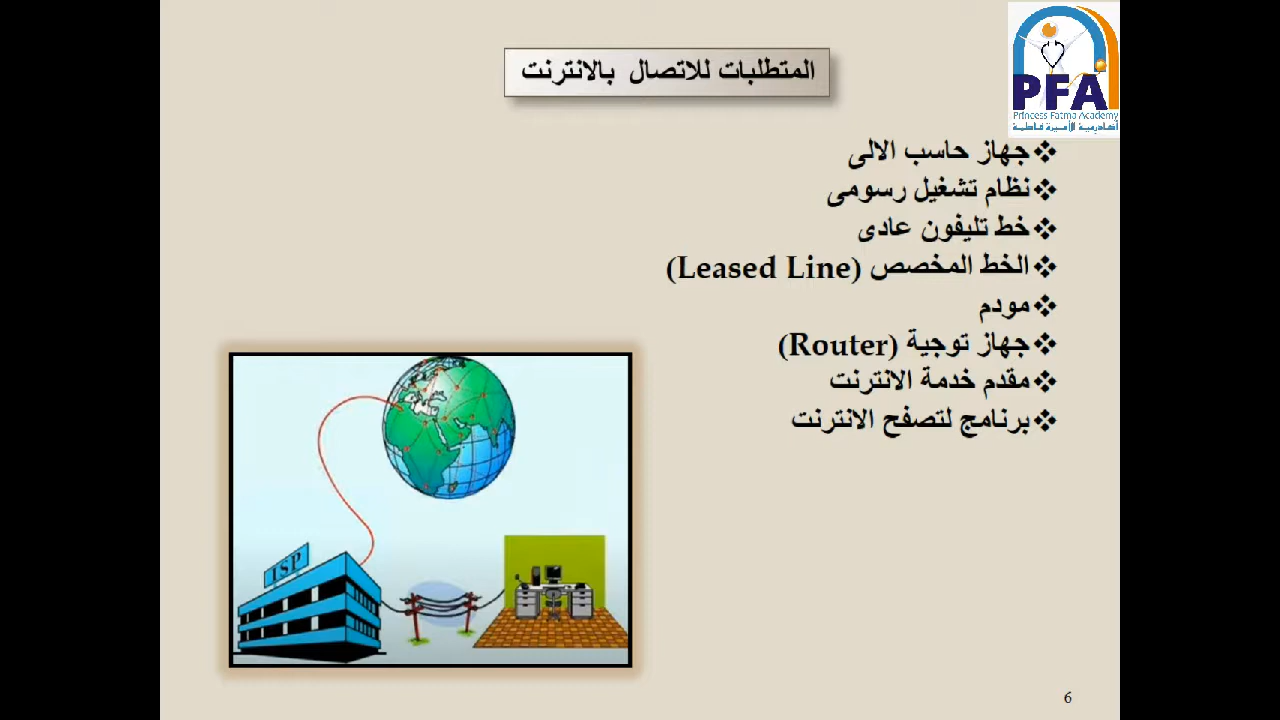 PFA
Princess Fatma Academy
أكاديمية الأميرة فاطمة
المتطلبات للاتصال بالانترنت
❖جهاز حاسب الالى
❖نظام تشغيل رسومى
❖خط تليفون عادى
❖الخط المخصص (Leased Line)
❖مودم
❖جهاز توجية (Router)
❖مقدم خدمة الانترنت
❖برنامج لتصفح الانترنت
ISP
6